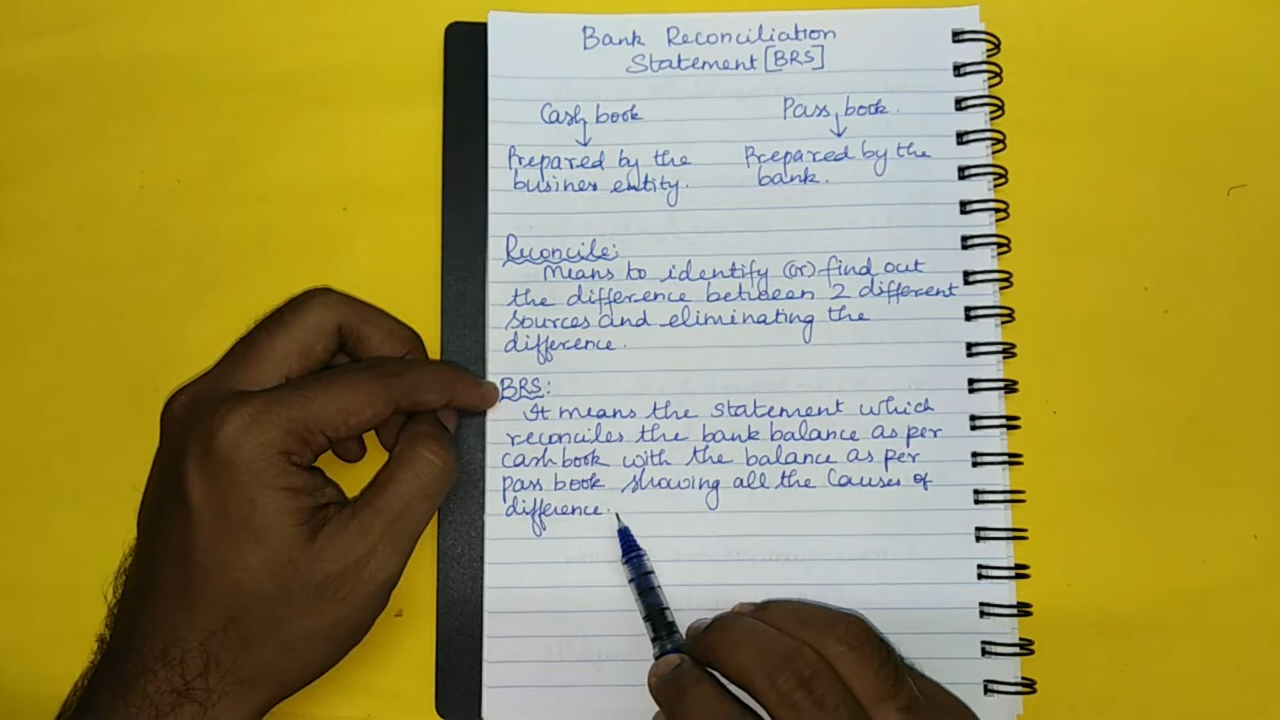 Bank Reconciliation
Statement [BRS]
Cash book
Pass book.
Prepared by the
business entity.
Prepared by the
bank.
Reconcile:
Means to identify (or) find out
the difference between 2 different
sources and eliminating the
difference.
BRS:
It means the statement which
reconciles the bank balance as per
cash book with the balance as per
pass book showing all the causes of
difference.